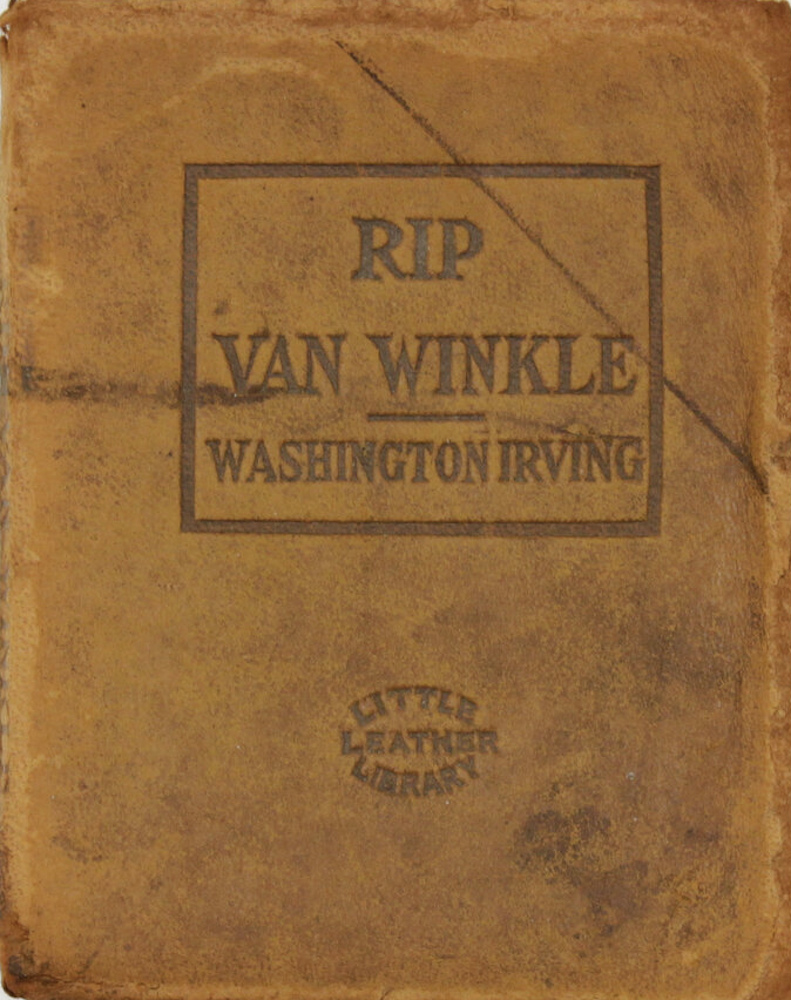 RIP
VAN WINKLE
WASHINGTON IRVING
LITTLE
LEATHER
LIBRARY